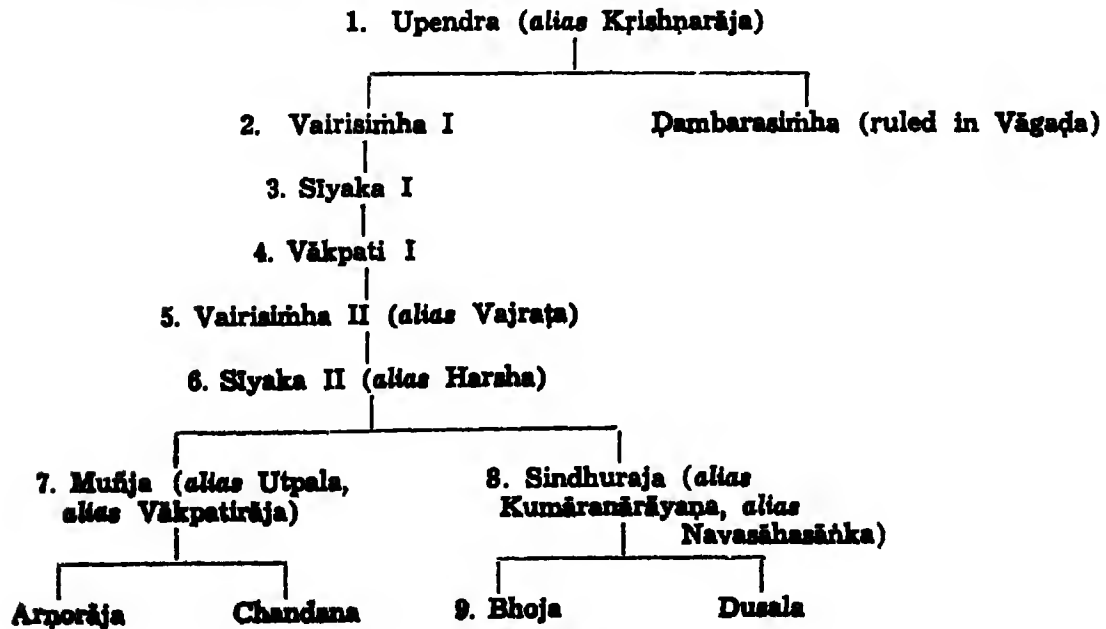 1. Upendra (alias Kṛishṇarāja)
2. Vairisiṁha I Ḍambarasiṁha (ruled in Vāgaḍa)
3. Sīyaka I
4. Vākpati I
5. Vairisiṁha II (alias Vajraṭa)
6. Sīyaka II (alias Harsha)
7. Muñja (alias Utpala,
alias Vākpatirāja)
8. Sindhuraja (alias
Kumāranārāyaṇa, alias
Navasāhasāṅka)
Arṇorāja Chandana 9. Bhoja Dusala